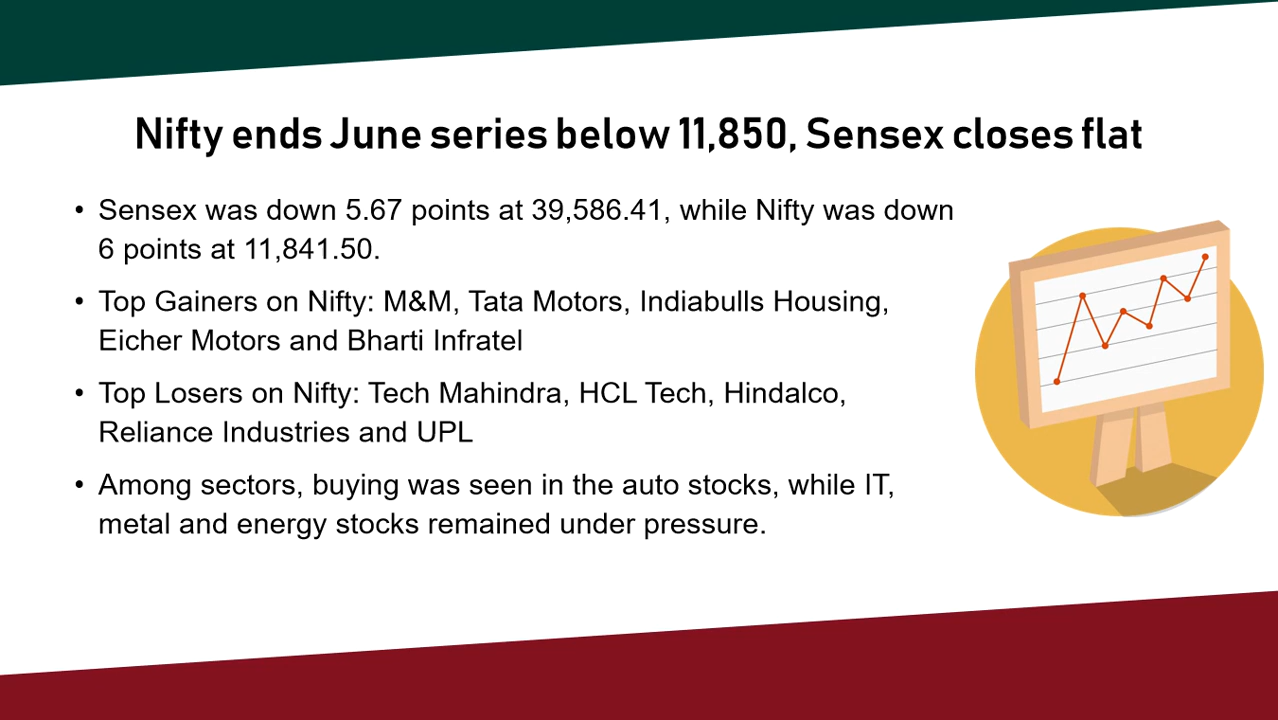 Nifty ends June series below 11,850, Sensex closes flat
• Sensex was down 5.67 points at 39,586.41, while Nifty was down
6 points at 11,841.50.
• Top Gainers on Nifty: M&M, Tata Motors, Indiabulls Housing,
Eicher Motors and Bharti Infratel
• Top Losers on Nifty: Tech Mahindra, HCL Tech, Hindalco,
Reliance Industries and UPL
• Among sectors, buying was seen in the auto stocks, while IT,
metal and energy stocks remained under pressure.